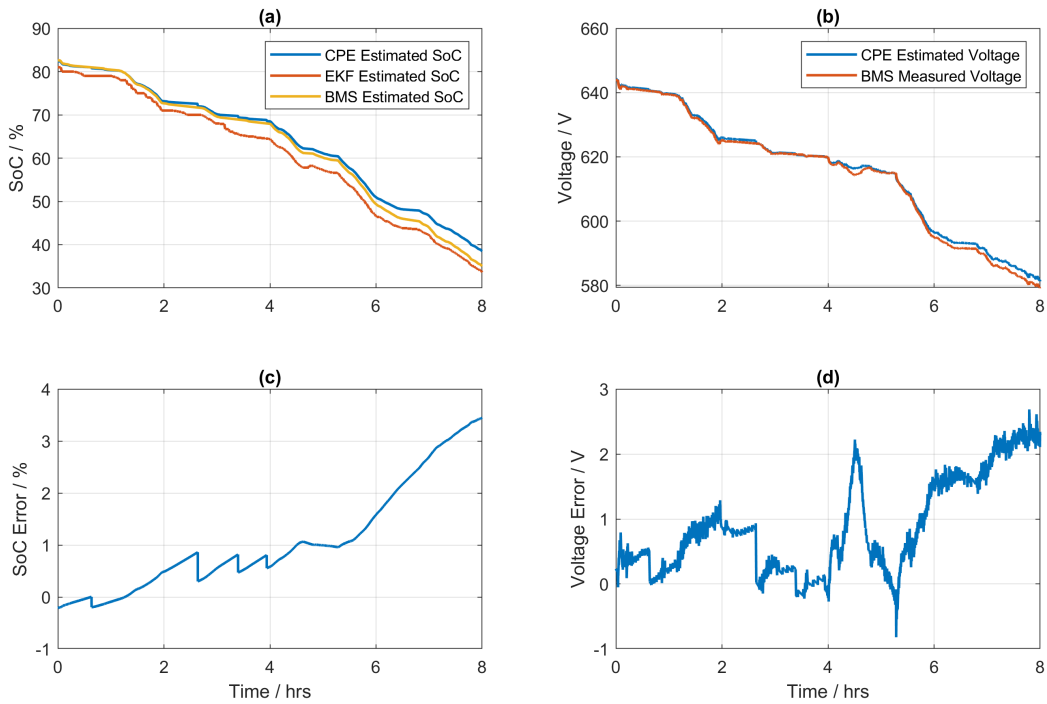 (a)
90
80
70
60
50
40
30
SoC / %
CPE Estimated SoC
EKF Estimated SoC
BMS Estimated SoC
0
2
4
6
8
(b)
660
640
620
600
580
Voltage / V
CPE Estimated Voltage
BMS Measured Voltage
0
2
4
6
8
(c)
4
3
2
1
0
-1
SoC Error / %
0
2
4
6
8
Time / hrs
(d)
3
2
1
0
-1
Voltage Error / V
0
2
4
6
8
Time / hrs